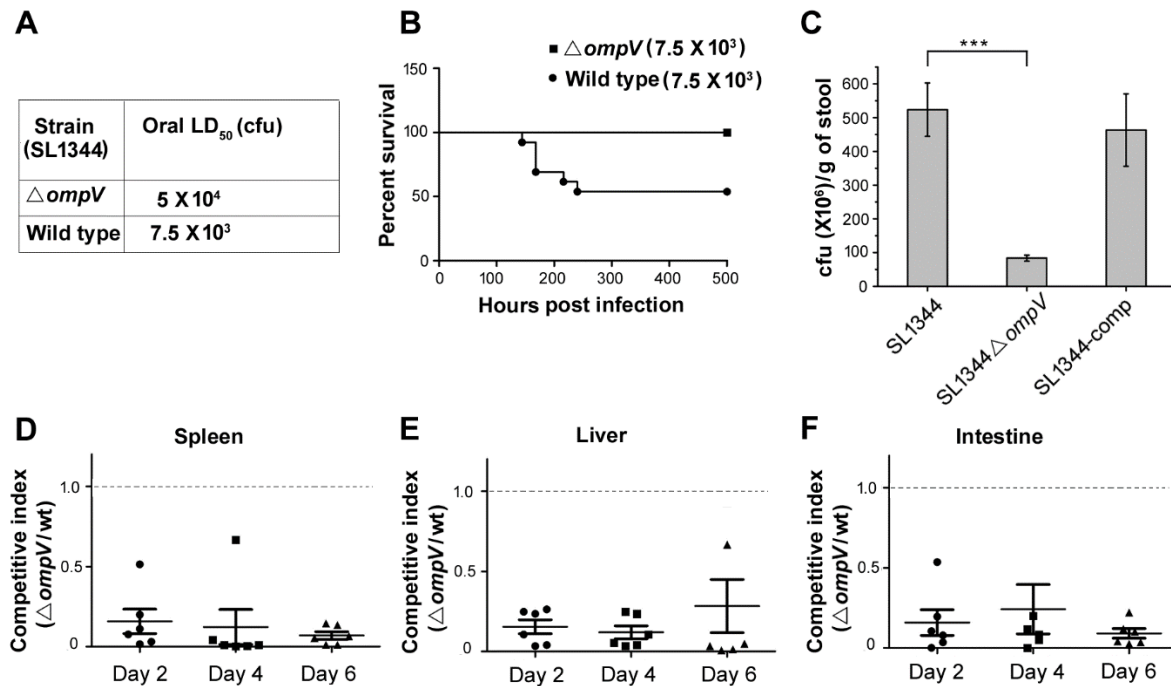 A
Strain
(SL1344)
Oral LD₅₀ (cfu)
△ompV
5 X 10⁴
Wild type
7.5 X10³
B
△ompV (7.5 X 10³)
Wild type (7.5 X10³)
Percent survival
150
100
50
0
0
100
200
300
400
500
Hours post infection
C
***
cfu (X10⁶)/g of stool
600
500
400
300
200
100
0
SL1344
SL1344△ompV
SL1344-comp
D
Spleen
Competitive index
(△ompV/wt)
1.0
0.5
0
Day 2
Day 4
Day 6
E
Liver
Competitive index
(△ompV/wt)
1.0
0.5
0
Day 2
Day 4
Day 6
F
Intestine
Competitive index
(△ompV/wt)
1.0
0.5
0
Day 2
Day 4
Day 6